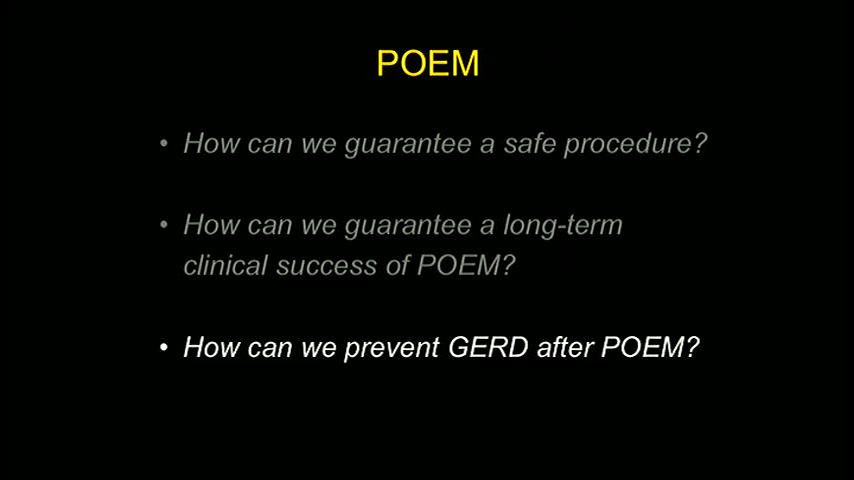 POEM
• How can we guarantee a safe procedure?
• How can we guarantee a long-term
clinical success of POEM?
• How can we prevent GERD after POEM?